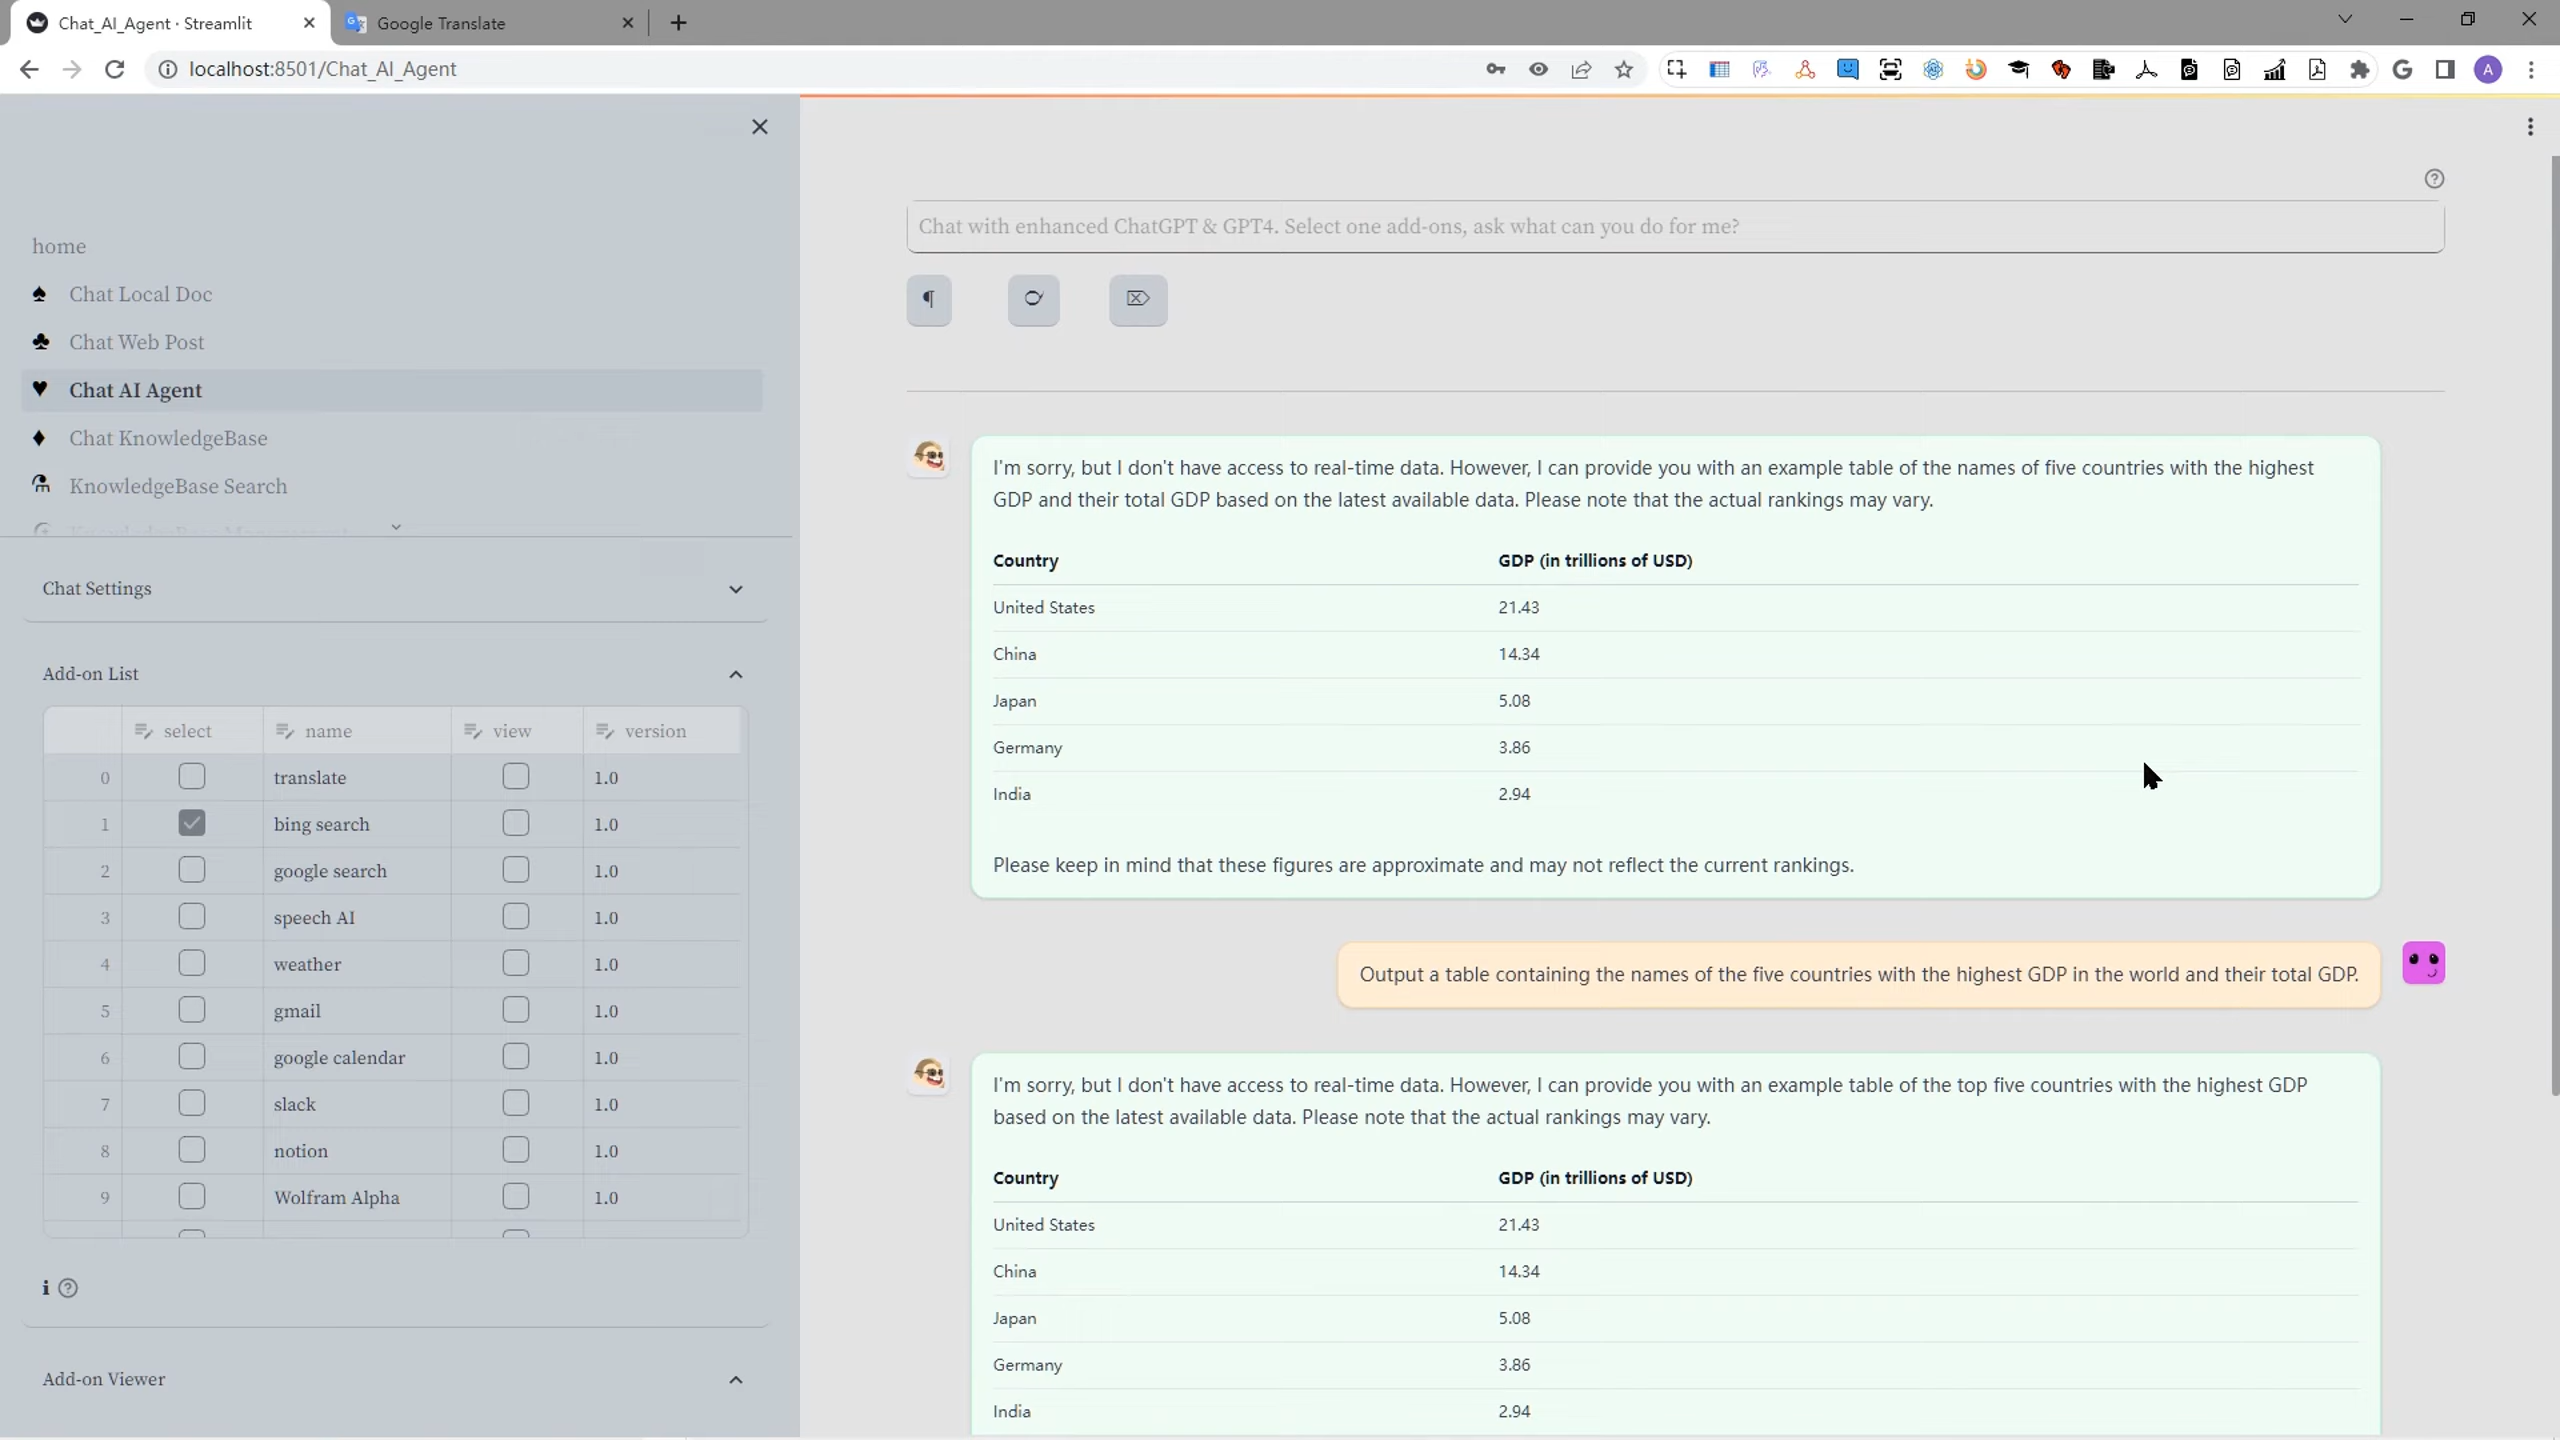 Chat_AI_Agent · Streamlit
Google Translate
localhost:8501/Chat_AI_Agent
A
home
Chat Local Doc
Chat Web Post
Chat AI Agent
Chat KnowledgeBase
KnowledgeBase Search
KnowledgeBase Management
Chat Settings
Add-on List
select name view version
0 translate 1.0
1 bing search 1.0
2 google search 1.0
3 speech AI 1.0
4 weather 1.0
5 gmail 1.0
6 google calendar 1.0
7 slack 1.0
8 notion 1.0
9 Wolfram Alpha 1.0
Add-on Viewer
Chat with enhanced ChatGPT & GPT4. Select one add-ons, ask what can you do for me?
I'm sorry, but I don't have access to real-time data. However, I can provide you with an example table of the names of five countries with the highest
GDP and their total GDP based on the latest available data. Please note that the actual rankings may vary.
Country GDP (in trillions of USD)
United States 21.43
China 14.34
Japan 5.08
Germany 3.86
India 2.94
Please keep in mind that these figures are approximate and may not reflect the current rankings.
Output a table containing the names of the five countries with the highest GDP in the world and their total GDP.
I'm sorry, but I don't have access to real-time data. However, I can provide you with an example table of the top five countries with the highest GDP
based on the latest available data. Please note that the actual rankings may vary.
Country GDP (in trillions of USD)
United States 21.43
China 14.34
Japan 5.08
Germany 3.86
India 2.94